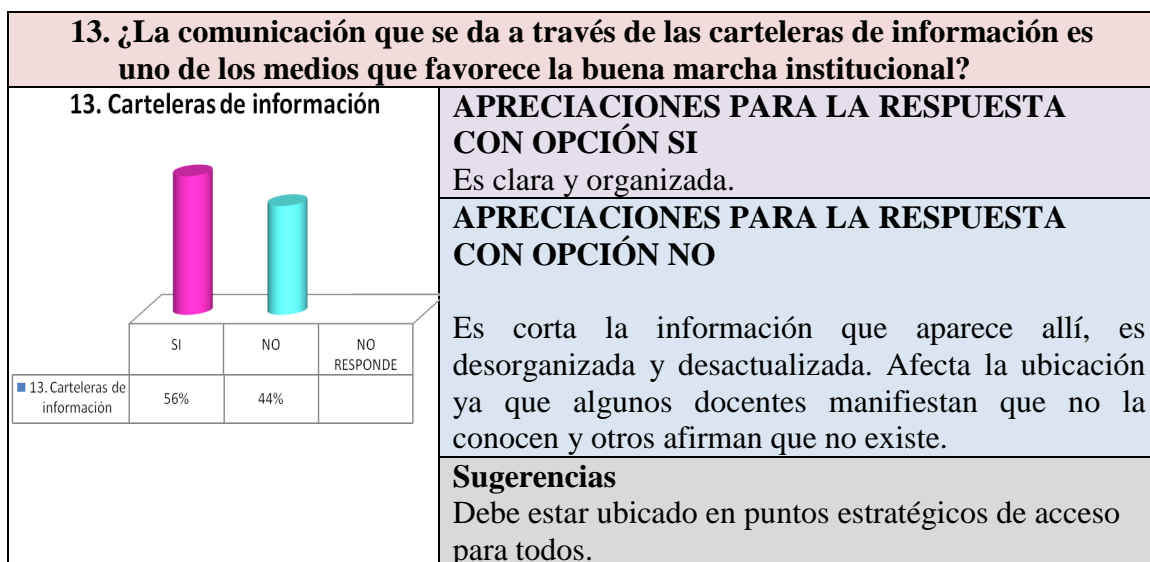 13. ¿La comunicación que se da a través de las carteleras de información es
uno de los medios que favorece la buena marcha institucional?
13. Carteleras de información
SI
NO
NO
RESPONDE
13. Carteleras de
información
56%
44%
APRECIACIONES PARA LA RESPUESTA
CON OPCIÓN SI
Es clara y organizada.
APRECIACIONES PARA LA RESPUESTA
CON OPCIÓN NO
Es corta la información que aparece allí, es
desorganizada y desactualizada. Afecta la ubicación
ya que algunos docentes manifiestan que no la
conocen y otros afirman que no existe.
Sugerencias
Debe estar ubicado en puntos estratégicos de acceso
para todos.